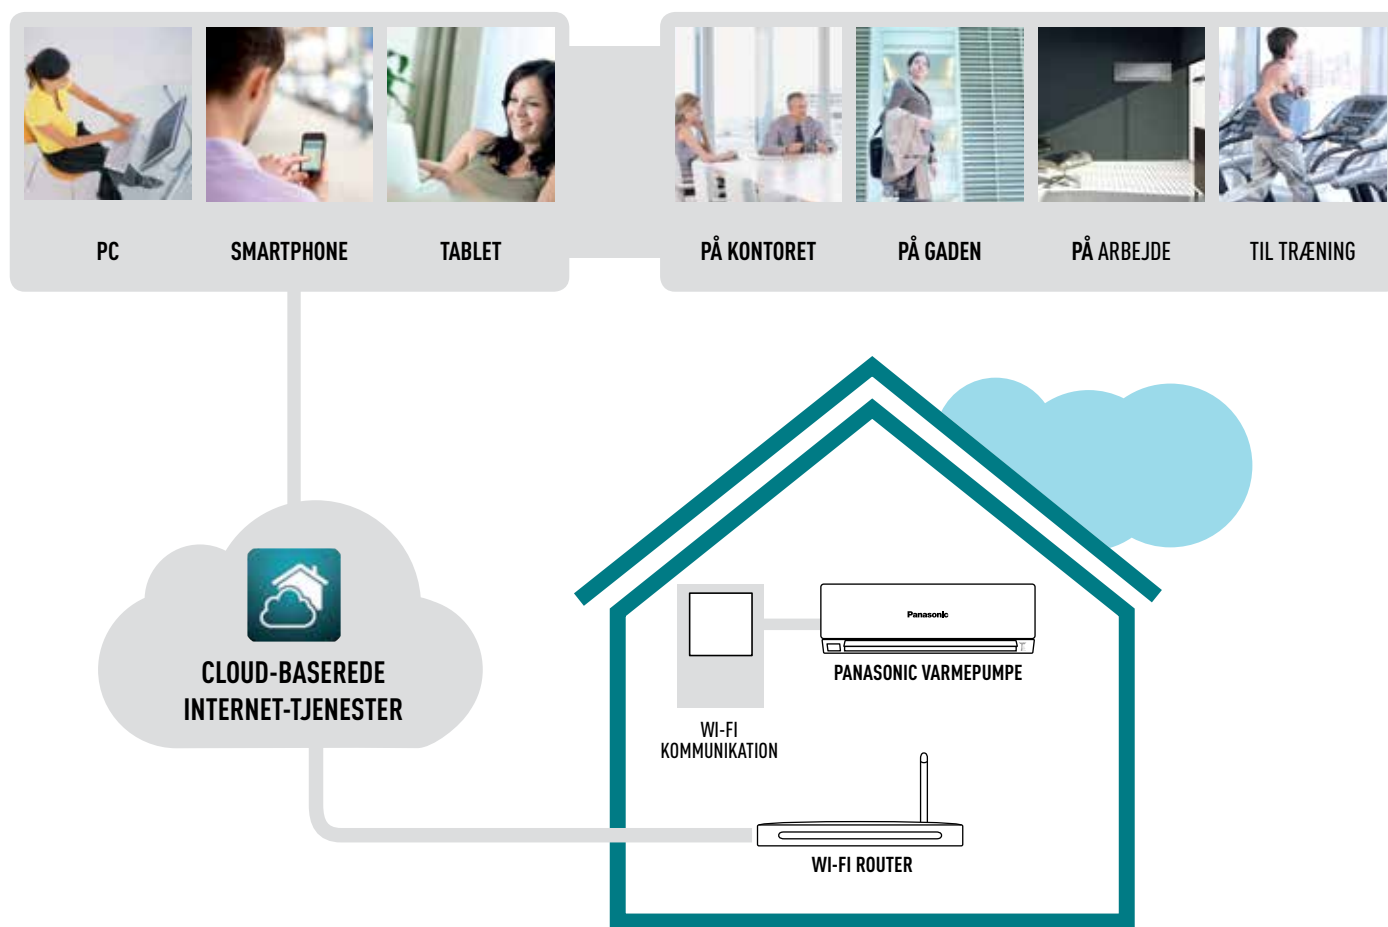 PC
SMARTPHONE
TABLET
PÅ KONTORET
PÅ GADEN
PÅ ARBEJDE
TIL TRÆNING
CLOUD-BASEREDE
INTERNET-TJENESTER
Panasonic
PANASONIC VARMEPUMPE
WI-FI
KOMMUNIKATION
WI-FI ROUTER